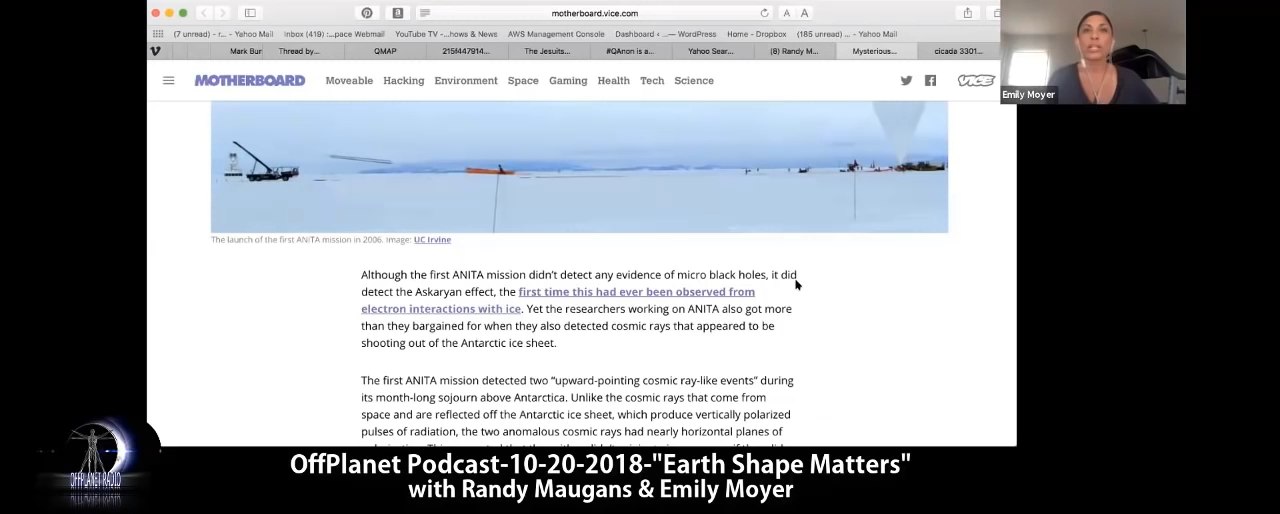 motherboard.vice.com
A A
(7 unread) - r... - Yahoo Mail
Inbox (419) :...pace Webmail
YouTube TV -...hows & News
AWS Management Console
Dashboard ‹ ...— WordPress
Home - Dropbox
(185 unread) ... - Yahoo Mail
Mark Bur
Thread by...
QMAP
215f447914...
The Jesuits...
#QAnon is a...
Yahoo Sear...
(8) Randy M...
Mysterious...
cicada 3301...
MOTHERBOARD
Moveable Hacking Environment Space Gaming Health Tech Science
VICE
Emily Moyer
The launch of the first ANITA mission in 2006. Image: UC Irvine
Although the first ANITA mission didn't detect any evidence of micro black holes, it did
detect the Askaryan effect, the first time this had ever been observed from
electron interactions with ice. Yet the researchers working on ANITA also got more
than they bargained for when they also detected cosmic rays that appeared to be
shooting out of the Antarctic ice sheet.
The first ANITA mission detected two "upward-pointing cosmic ray-like events" during
its month-long sojourn above Antarctica. Unlike the cosmic rays that come from
space and are reflected off the Antarctic ice sheet, which produce vertically polarized
pulses of radiation, the two anomalous cosmic rays had nearly horizontal planes of
OFFPLANET RADIO
OffPlanet Podcast-10-20-2018-"Earth Shape Matters"
with Randy Maugans & Emily Moyer